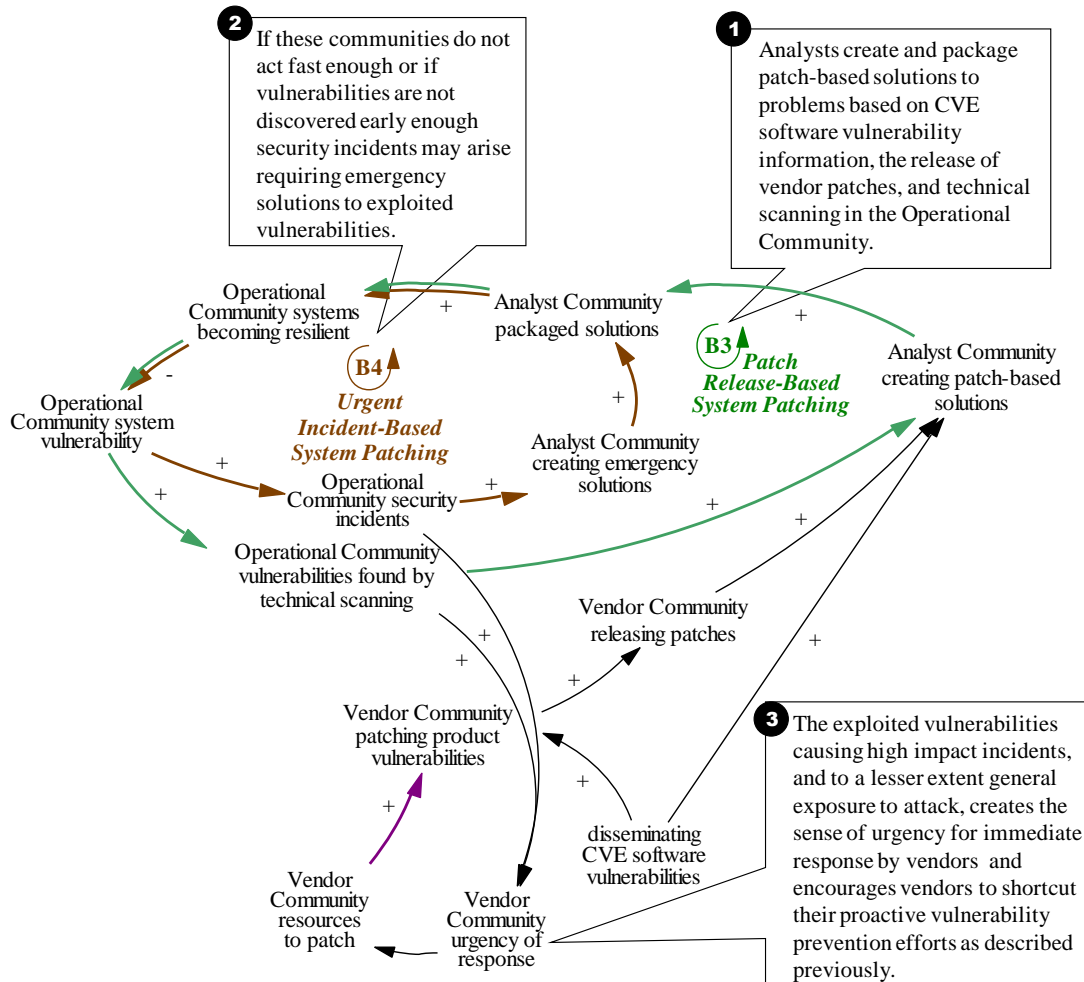 2
If these communities do not
act fast enough or if
vulnerabilities are not
discovered early enough
security incidents may arise
requiring emergency
solutions to exploited
vulnerabilities.
1
Analysts create and package
patch-based solutions to
problems based on CVE
software vulnerability
information, the release of
vendor patches, and technical
scanning in the Operational
Community.
Operational
Community systems
becoming resilient
+
Analyst Community
packaged solutions
+
B4
Urgent
Incident-Based
System Patching
B3
Patch
Release-Based
System Patching
Analyst Community
creating patch-based
solutions
-
Operational
Community system
vulnerability
+
+
+
Analyst Community
creating emergency
solutions
Operational
Community security
incidents
+
+
+
Operational Community
vulnerabilities found by
technical scanning
Vendor Community
releasing patches
+
+
+
+
Vendor Community
patching product
vulnerabilities
+
+
disseminating
CVE software
vulnerabilities
Vendor
Community
resources
to patch
Vendor
Community
urgency of
response
3
The exploited vulnerabilities
causing high impact incidents,
and to a lesser extent general
exposure to attack, creates the
sense of urgency for immediate
response by vendors and
encourages vendors to shortcut
their proactive vulnerability
prevention efforts as described
previously.